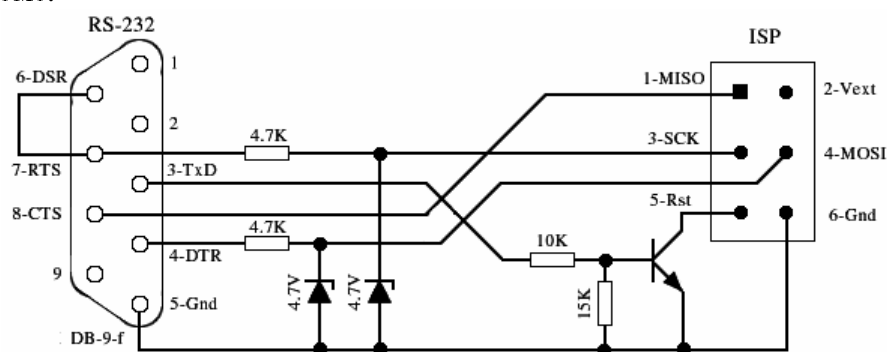 RS-232
ISP
1
6-DSR
1-MISO
2-Vext
2
4.7K
3-SCK
4-MOSI
7-RTS
3-TxD
5-Rst
8-CTS
4.7K
6-Gnd
10K
4-DTR
9
4.7V
4.7V
15K
5-Gnd
DB-9-f